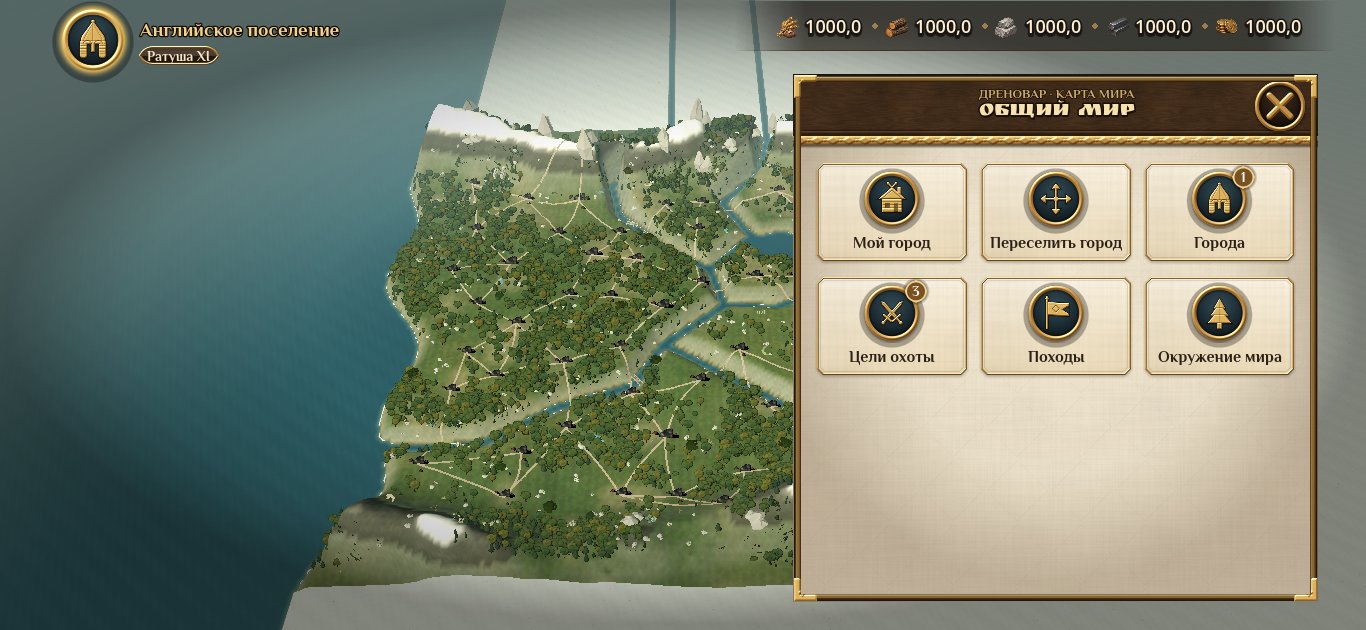 Английское поселение
Ратуша XI
1000,0
1000,0
1000,0
1000,0
1000,0
ДРЕНОВАР · КАРТА МИРА
ОБЩИЙ МИР
Мой город
Переселить город
1
Города
3
Цели охоты
Походы
Окружение мира